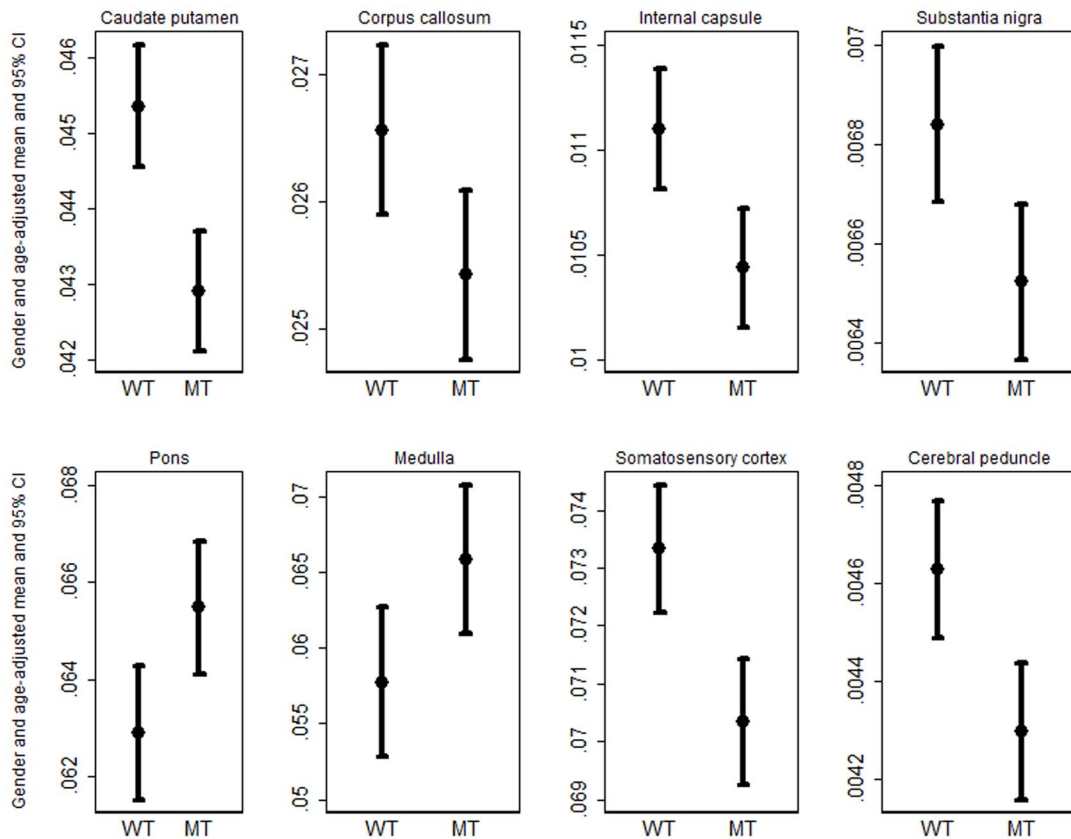 Caudate putamen
Corpus callosum
Internal capsule
Substantia nigra
Gender and age-adjusted mean and 95% CI
.046
.045
.044
.043
.042
WT MT
.027
.026
.025
WT MT
.0115
.011
.0105
.01
WT MT
.007
.0068
.0066
.0064
WT MT
Pons
Medulla
Somatosensory cortex
Cerebral peduncle
Gender and age-adjusted mean and 95% CI
.068
.066
.064
.062
WT MT
.07
.065
.06
.055
.05
WT MT
.074
.073
.072
.071
.07
.069
WT MT
.0048
.0046
.0044
.0042
WT MT